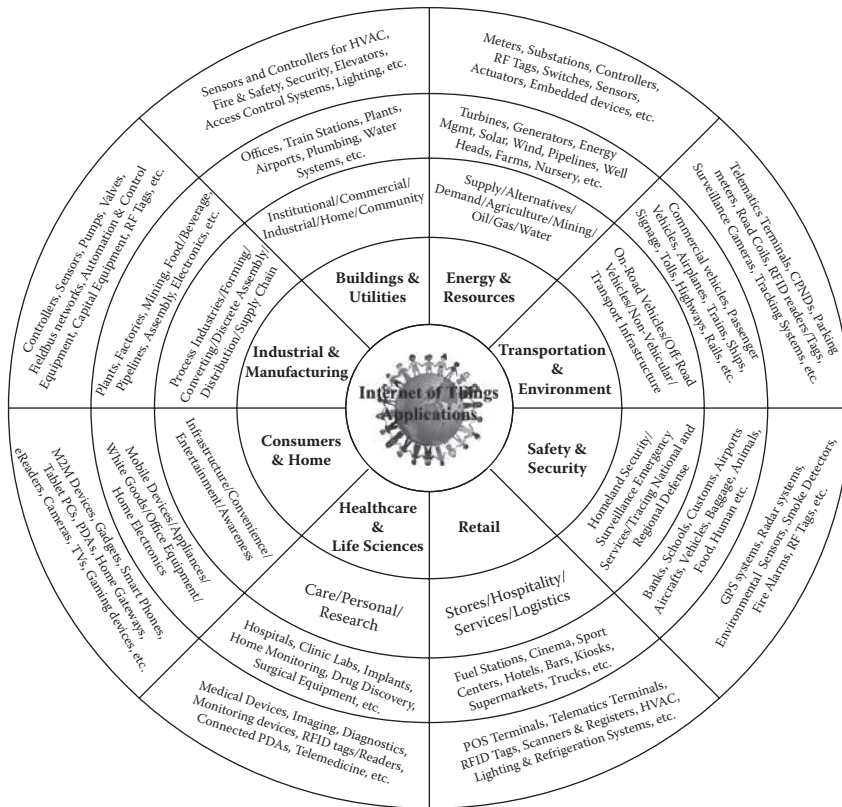 Internet of Things
Applications
Buildings &
Utilities
Institutional/Commercial/
Industrial/Home/Community
Offices, Train Stations, Plants,
Airports, Plumbing, Water
Systems, etc.
Sensors and Controllers for HVAC,
Fire & Safety, Security, Elevators,
Access Control Systems, Lighting, etc.
Energy
& Resources
Supply/Alternatives/
Demand/Agriculture/Mining/
Oil/Gas/Water
Turbines, Generators, Energy
Mgmt, Solar, Wind, Pipelines, Well
Heads, Farms, Nursery, etc.
Meters, Substations, Controllers,
RF Tags, Switches, Sensors,
Actuators, Embedded devices, etc.
Transportation
&
Environment
On-Road Vehicles/Off-Road
Vehicles/Non-Vehicular/
Transport Infrastructure
Commercial vehicles, Passenger
Vehicles, Airplanes, Trains, Ships,
Signage, Tolls, Highways, Rails, etc.
Telematics Terminals, CPNDs, Parking
meters, Road Coils, RFID readers/Tags,
Surveillance Cameras, Tracking Systems, etc.
Safety &
Security
Homeland Security/
Surveillance Emergency
Services/Tracing National and
Regional Defense
Banks, Schools, Customs, Airports
Aircrafts, Vehicles, Baggage, Animals,
Food, Human etc.
GPS systems, Radar systems,
Environmental Sensors, Smoke Detectors,
Fire Alarms, RF Tags, etc.
Retail
Stores/Hospitality/
Services/Logistics
Fuel Stations, Cinema, Sport
Centers, Hotels, Bars, Kiosks,
Supermarkets, Trucks, etc.
POS Terminals, Telematics Terminals,
RFID Tags, Scanners & Registers, HVAC,
Lighting & Refrigration Systems, etc.
Healthcare
&
Life Sciences
Care/Personal/
Research
Hospitals, Clinic Labs, Implants,
Home Monitoring, Drug Discovery,
Surgical Equipment, etc.
Medical Devices, Imaging, Diagnostics,
Monitoring devices, RFID tags/Readers,
Connected PDAs, Telemedicine, etc.
Consumers
& Home
Infrastructure/Convenience/
Entertainment/Awareness
Mobile Devices/Appliances/
White Goods/Office Equipment/
Home Electronics
M2M Devices, Gadgets, Smart Phones,
Tablet PCs, PDAs, Home Gateways,
eReaders, Cameras, TVs, Gaming devices, etc.
Industrial &
Manufacturing
Process Industries/Forming/
Converting/Discrete Assembly/
Distribution/Supply Chain
Plants, Factories, Mining, Food/Beverage,
Pipelines, Assembly, Electronics, etc.
Controllers, Sensors, Pumps, Valves,
Fieldbus networks, Automation & Control
Equipment, Capital Equipment, RF Tags, etc.